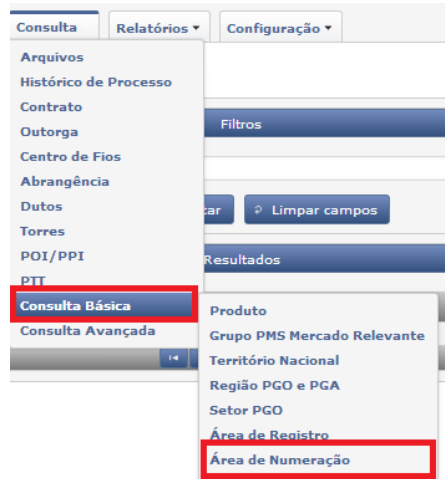 Consulta Relatórios Configuração
Arquivos
Histórico de Processo
Contrato
Outorga
Filtros
Centro de Fios
Abrangência
Dutos
car Limpar campos
Torres
POI/PPI
Resultados
PTT
Consulta Básica
Produto
Consulta Avançada
Grupo PMS Mercado Relevante
Território Nacional
Região PGO e PGA
Setor PGO
Área de Registro
Área de Numeração